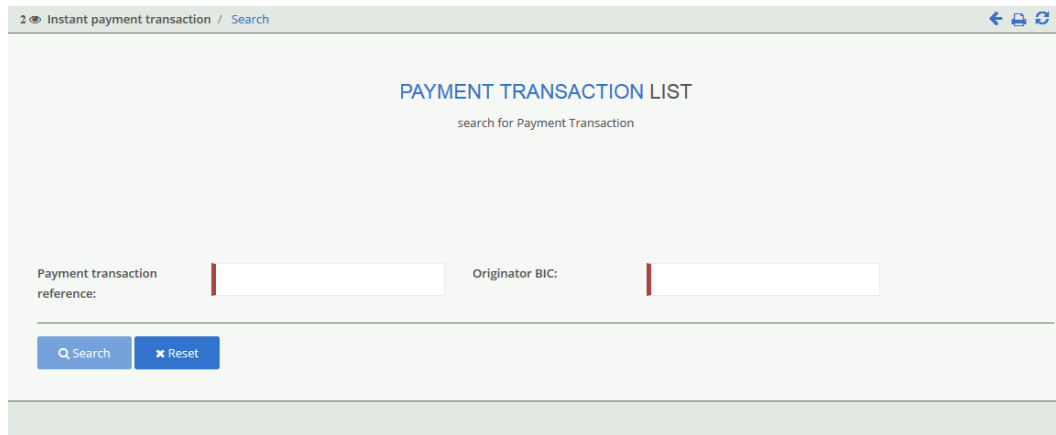 2 Instant payment transaction / Search
PAYMENT TRANSACTION LIST
search for Payment Transaction
Payment transaction
reference:
Originator BIC:
Search
Reset